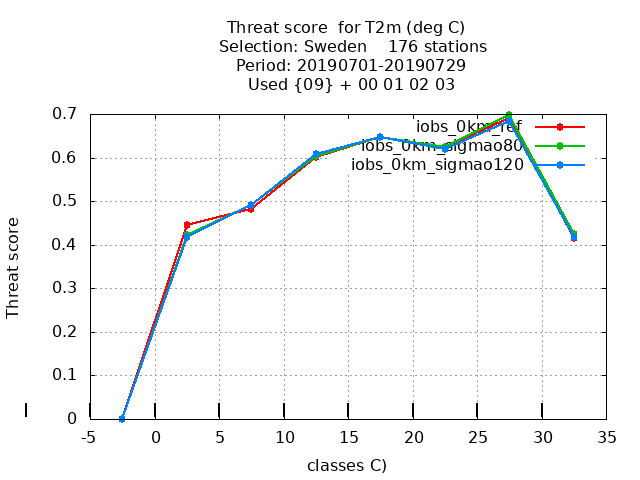 Threat score for T2m (deg C)
Selection: Sweden 176 stations
Period: 20190701-20190729
Used {09} + 00 01 02 03
iobs_0km_ref
iobs_0km_sigmao80
iobs_0km_sigmao120
Threat score
0.7
0.6
0.5
0.4
0.3
0.2
0.1
0
-5 0 5 10 15 20 25 30 35
classes C)